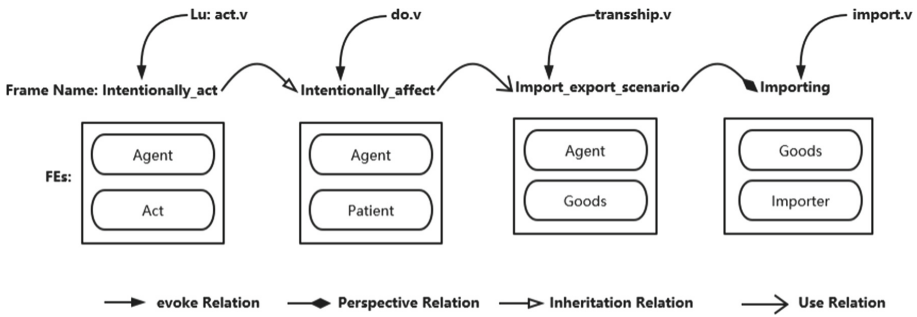 Lu: act.v do.v transship.v import.v
Frame Name: Intentionally_act Intentionally_affect Import_export_scenario Importing
FEs:
Agent Agent Agent Goods
Act Patient Goods Importer
evoke Relation Perspective Relation Inheritation Relation Use Relation